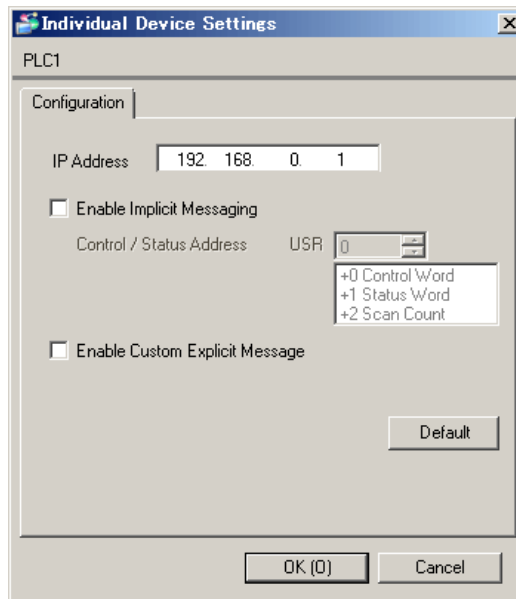 Individual Device Settings
PLC1
Configuration
IP Address 192. 168. 0. 1
Enable Implicit Messaging
Control / Status Address USR 0
+0 Control Word
+1 Status Word
+2 Scan Count
Enable Custom Explicit Message
Default
OK (O) Cancel